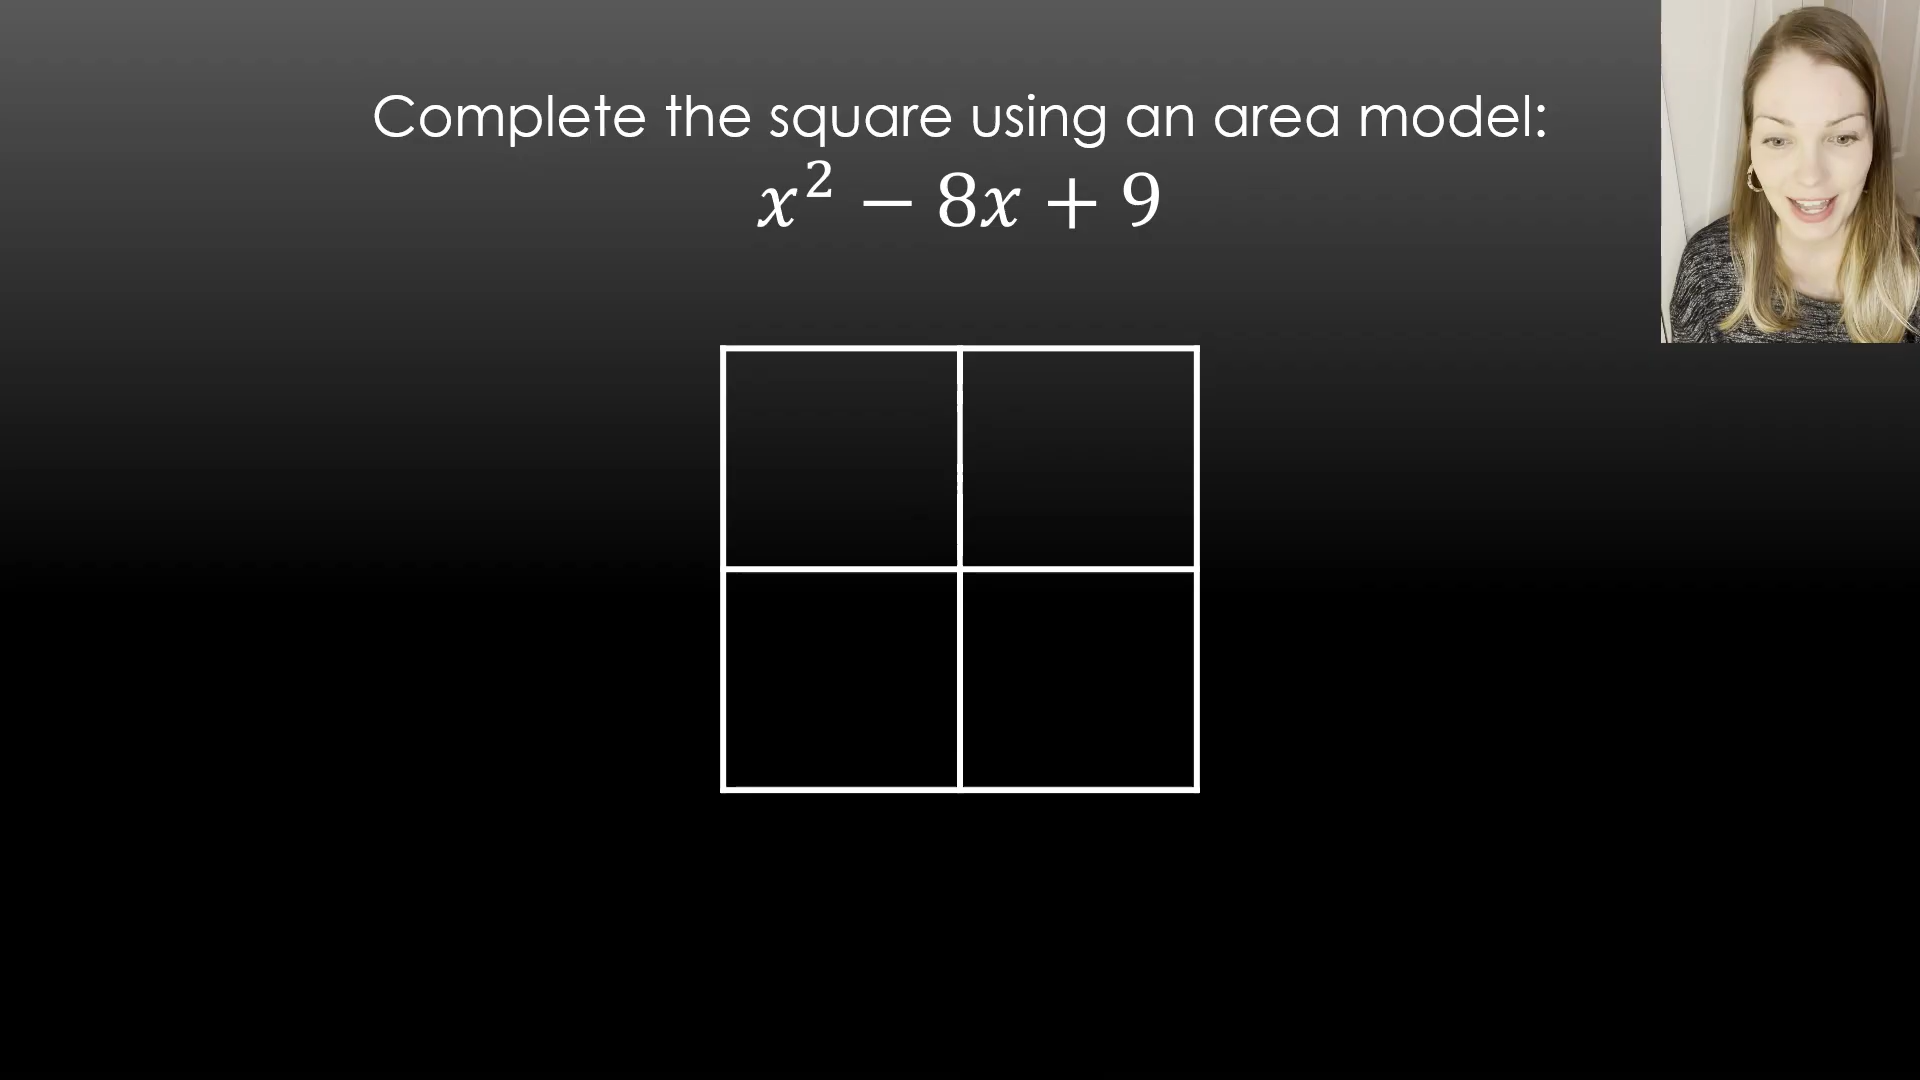 Complete the square using an area model:
x² − 8x + 9